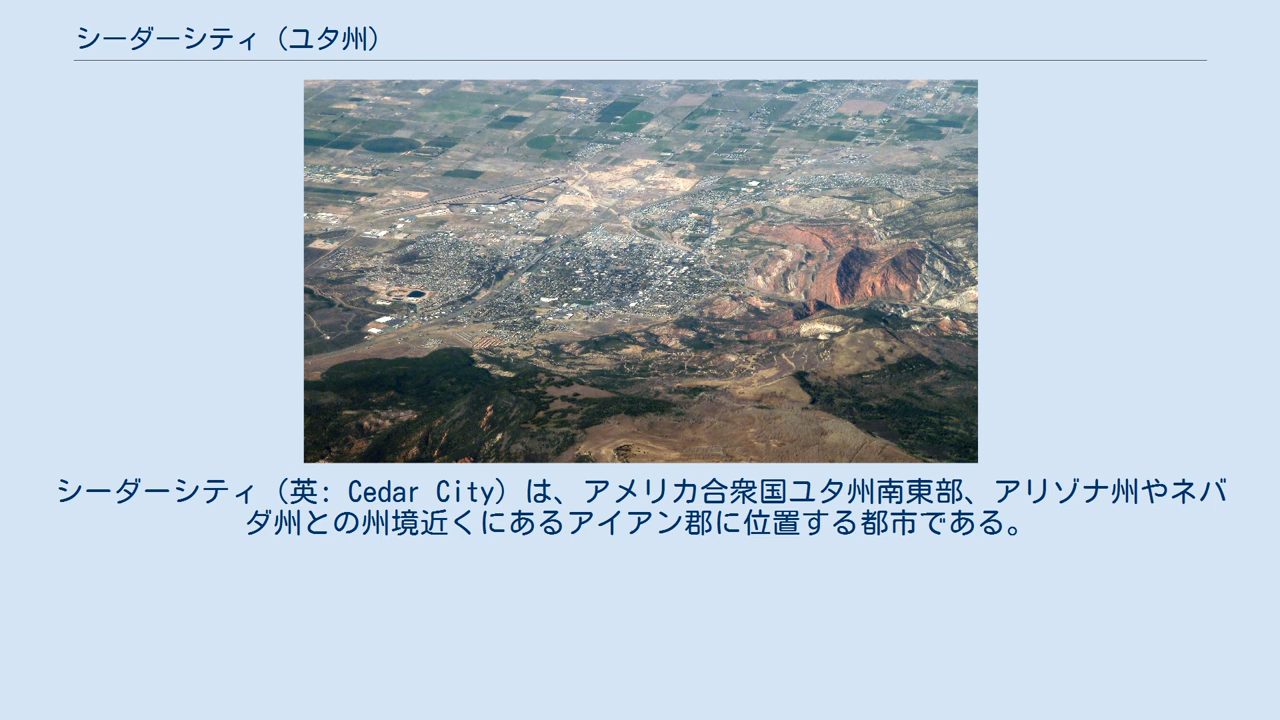 シーダーシティ（ユタ州）
シーダーシティ（英: Cedar City）は、アメリカ合衆国ユタ州南東部、アリゾナ州やネバ
ダ州との州境近くにあるアイアン郡に位置する都市である。